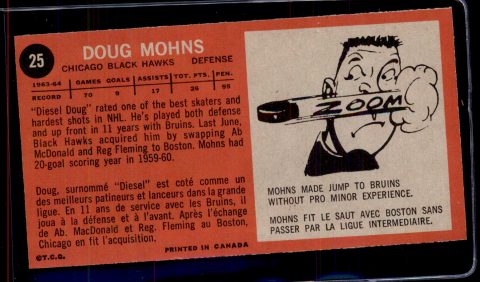 25
DOUG MOHNS
CHICAGO BLACK HAWKS DEFENSE
1963-64 GAMES GOALS ASSISTS TOT. PTS. PEN.
RECORD 70 9 17 26 95
"Diesel Doug" rated one of the best skaters and
hardest shots in NHL. He's played both defense
and up front in 11 years with Bruins. Last June,
Black Hawks acquired him by swapping Ab
McDonald and Reg Fleming to Boston. Mohns had
20-goal scoring year in 1959-60.
Doug, surnommé "Diesel" est coté comme un
des meilleurs patineurs et lanceurs dans la grande
ligue. En 11 ans de service avec les Bruins, il
joua à la défense et à l'avant. Après l'échange
de Ab. MacDonald et Reg. Fleming au Boston,
Chicago en fit l'acquisition.
©T.C.G. PRINTED IN CANADA
ZOOM
MOHNS MADE JUMP TO BRUINS
WITHOUT PRO MINOR EXPERIENCE.
MOHNS FIT LE SAUT AVEC BOSTON SANS
PASSER PAR LA LIGUE INTERMEDIAIRE.